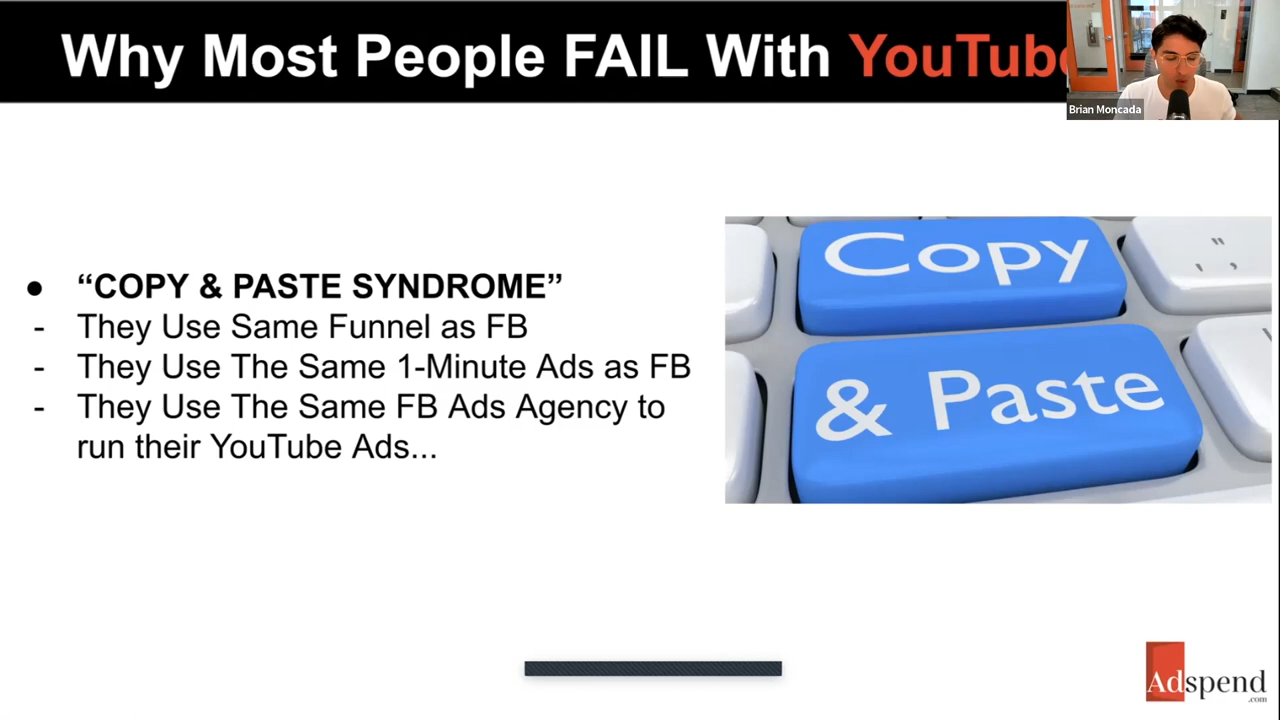 Why Most People FAIL With YouTube
Brian Moncada
● “COPY & PASTE SYNDROME”
- They Use Same Funnel as FB
- They Use The Same 1-Minute Ads as FB
- They Use The Same FB Ads Agency to
run their YouTube Ads...
Copy
" ' ,
& Paste
Adspend
.com